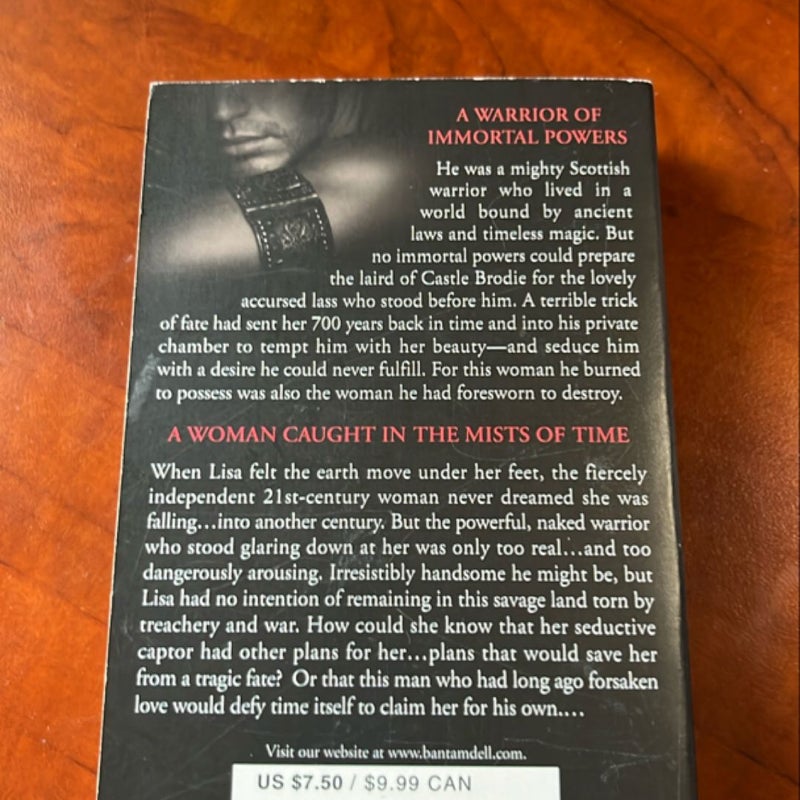 A WARRIOR OF
IMMORTAL POWERS
He was a mighty Scottish
warrior who lived in a
world bound by ancient
laws and timeless magic. But
no immortal powers could prepare
the laird of Castle Brodie for the lovely
accursed lass who stood before him. A terrible trick
of fate had sent her 700 years back in time and into his private
chamber to tempt him with her beauty—and seduce him
with a desire he could never fulfill. For this woman he burned
to possess was also the woman he had foresworn to destroy.
A WOMAN CAUGHT IN THE MISTS OF TIME
When Lisa felt the earth move under her feet, the fiercely
independent 21st-century woman never dreamed she was
falling...into another century. But the powerful, naked warrior
who stood glaring down at her was only too real...and too
dangerously arousing. Irresistibly handsome he might be, but
Lisa had no intention of remaining in this savage land torn by
treachery and war. How could she know that her seductive
captor had other plans for her...plans that would save her
from a tragic fate? Or that this man who had long ago forsaken
love would defy time itself to claim her for his own....
Visit our website at www.bantamdell.com.
US $7.50 / $9.99 CAN